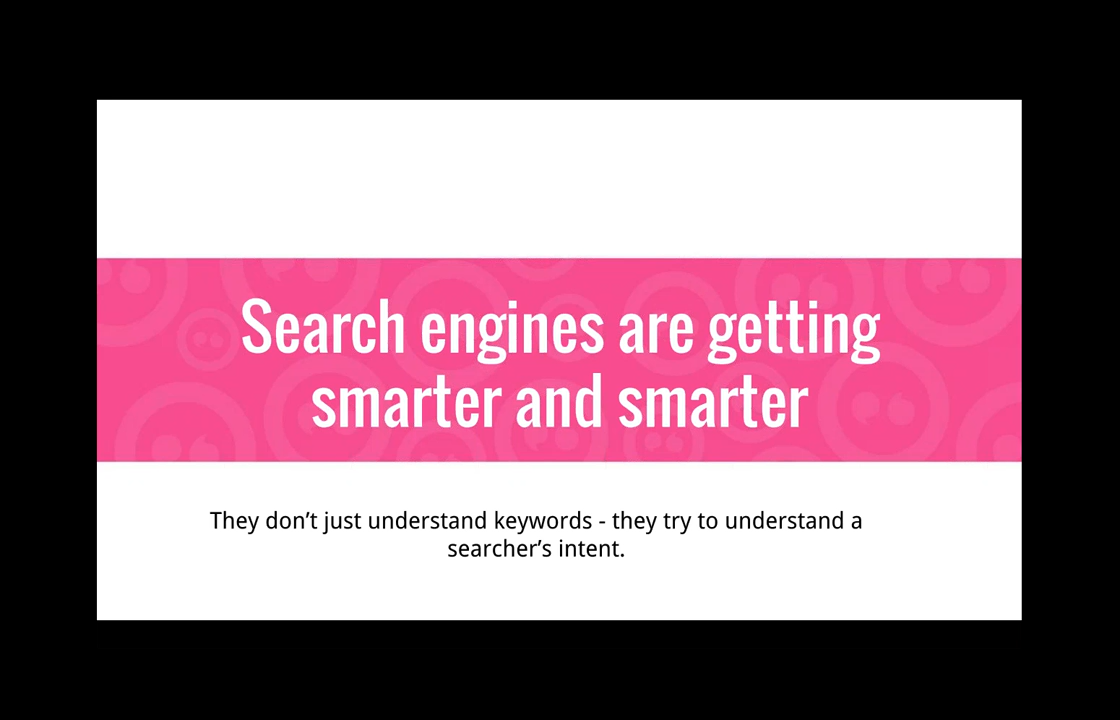 Search engines are getting
smarter and smarter
They don’t just understand keywords - they try to understand a
searcher’s intent.